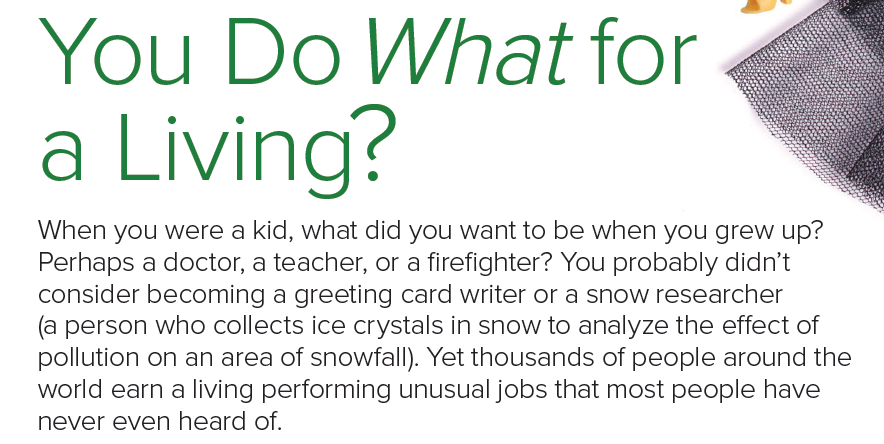 You Do What for
a Living?
When you were a kid, what did you want to be when you grew up?
Perhaps a doctor, a teacher, or a firefighter? You probably didn’t
consider becoming a greeting card writer or a snow researcher
(a person who collects ice crystals in snow to analyze the effect of
pollution on an area of snowfall). Yet thousands of people around the
world earn a living performing unusual jobs that most people have
never even heard of.